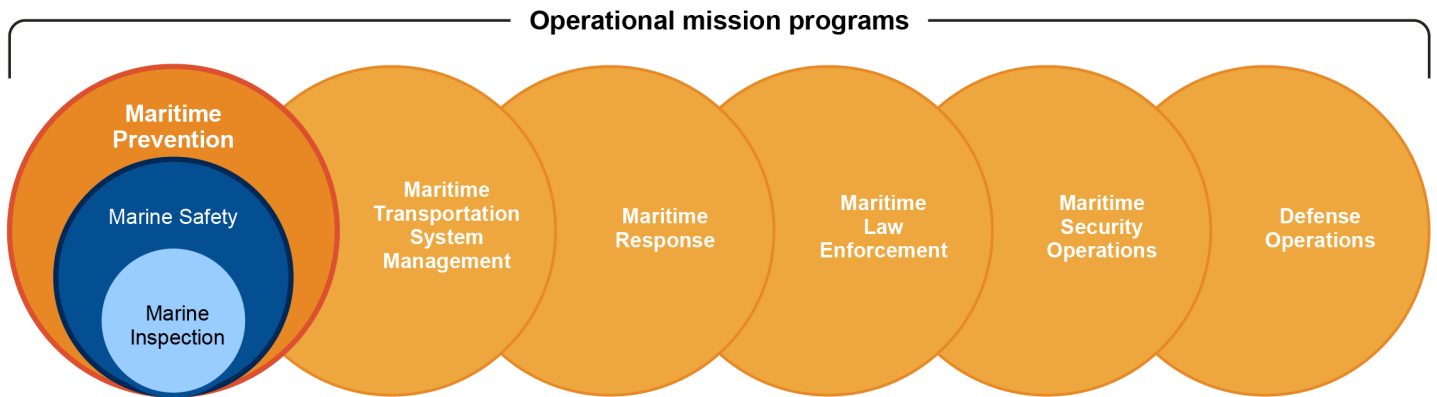 Operational mission programs
Maritime
Prevention
Marine Safety
Marine
Inspection
Maritime
Transportation
System
Management
Maritime
Response
Maritime
Law
Enforcement
Maritime
Security
Operations
Defense
Operations